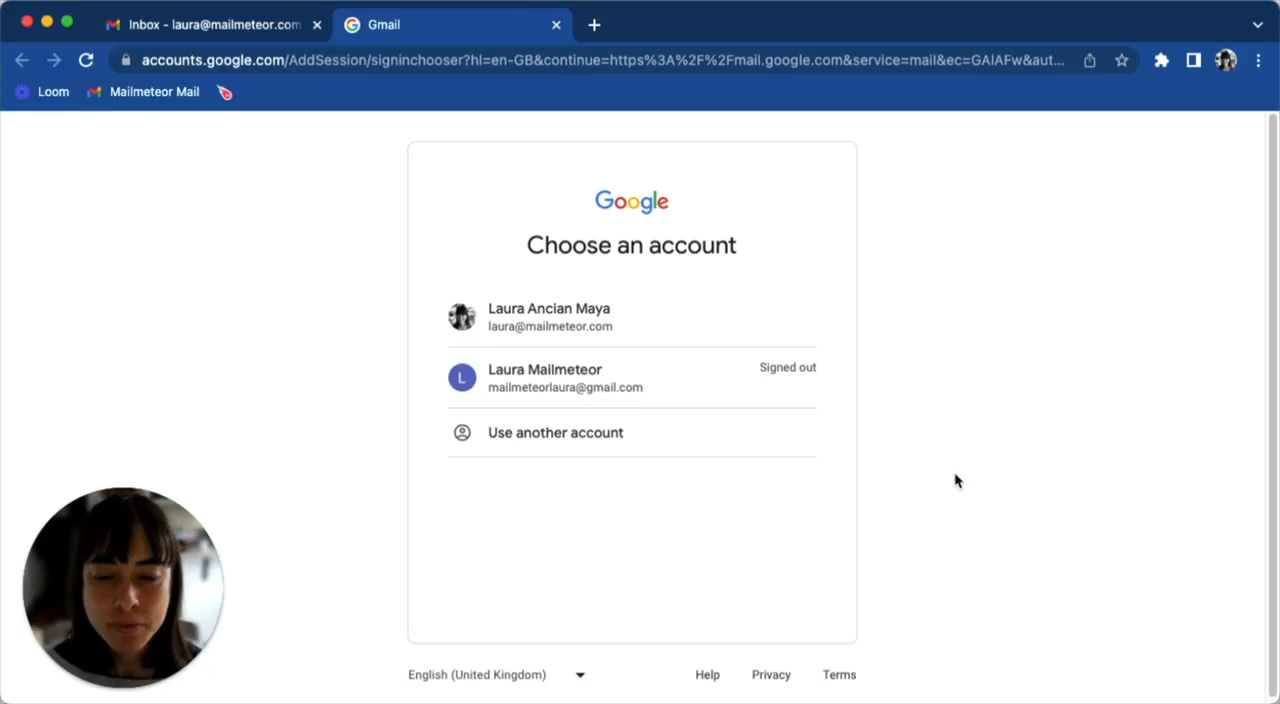 Inbox - laura@mailmeteor.com
Gmail
accounts.google.com/AddSession/signinchooser?hl=en-GB&continue=https%3A%2F%2Fmail.google.com&service=mail&ec=GAlAFw&aut...
Loom
Mailmeteor Mail
Google
Choose an account
Laura Ancian Maya
laura@mailmeteor.com
Laura Mailmeteor
Signed out
mailmeteorlaura@gmail.com
L
Use another account
English (United Kingdom)
Help
Privacy
Terms